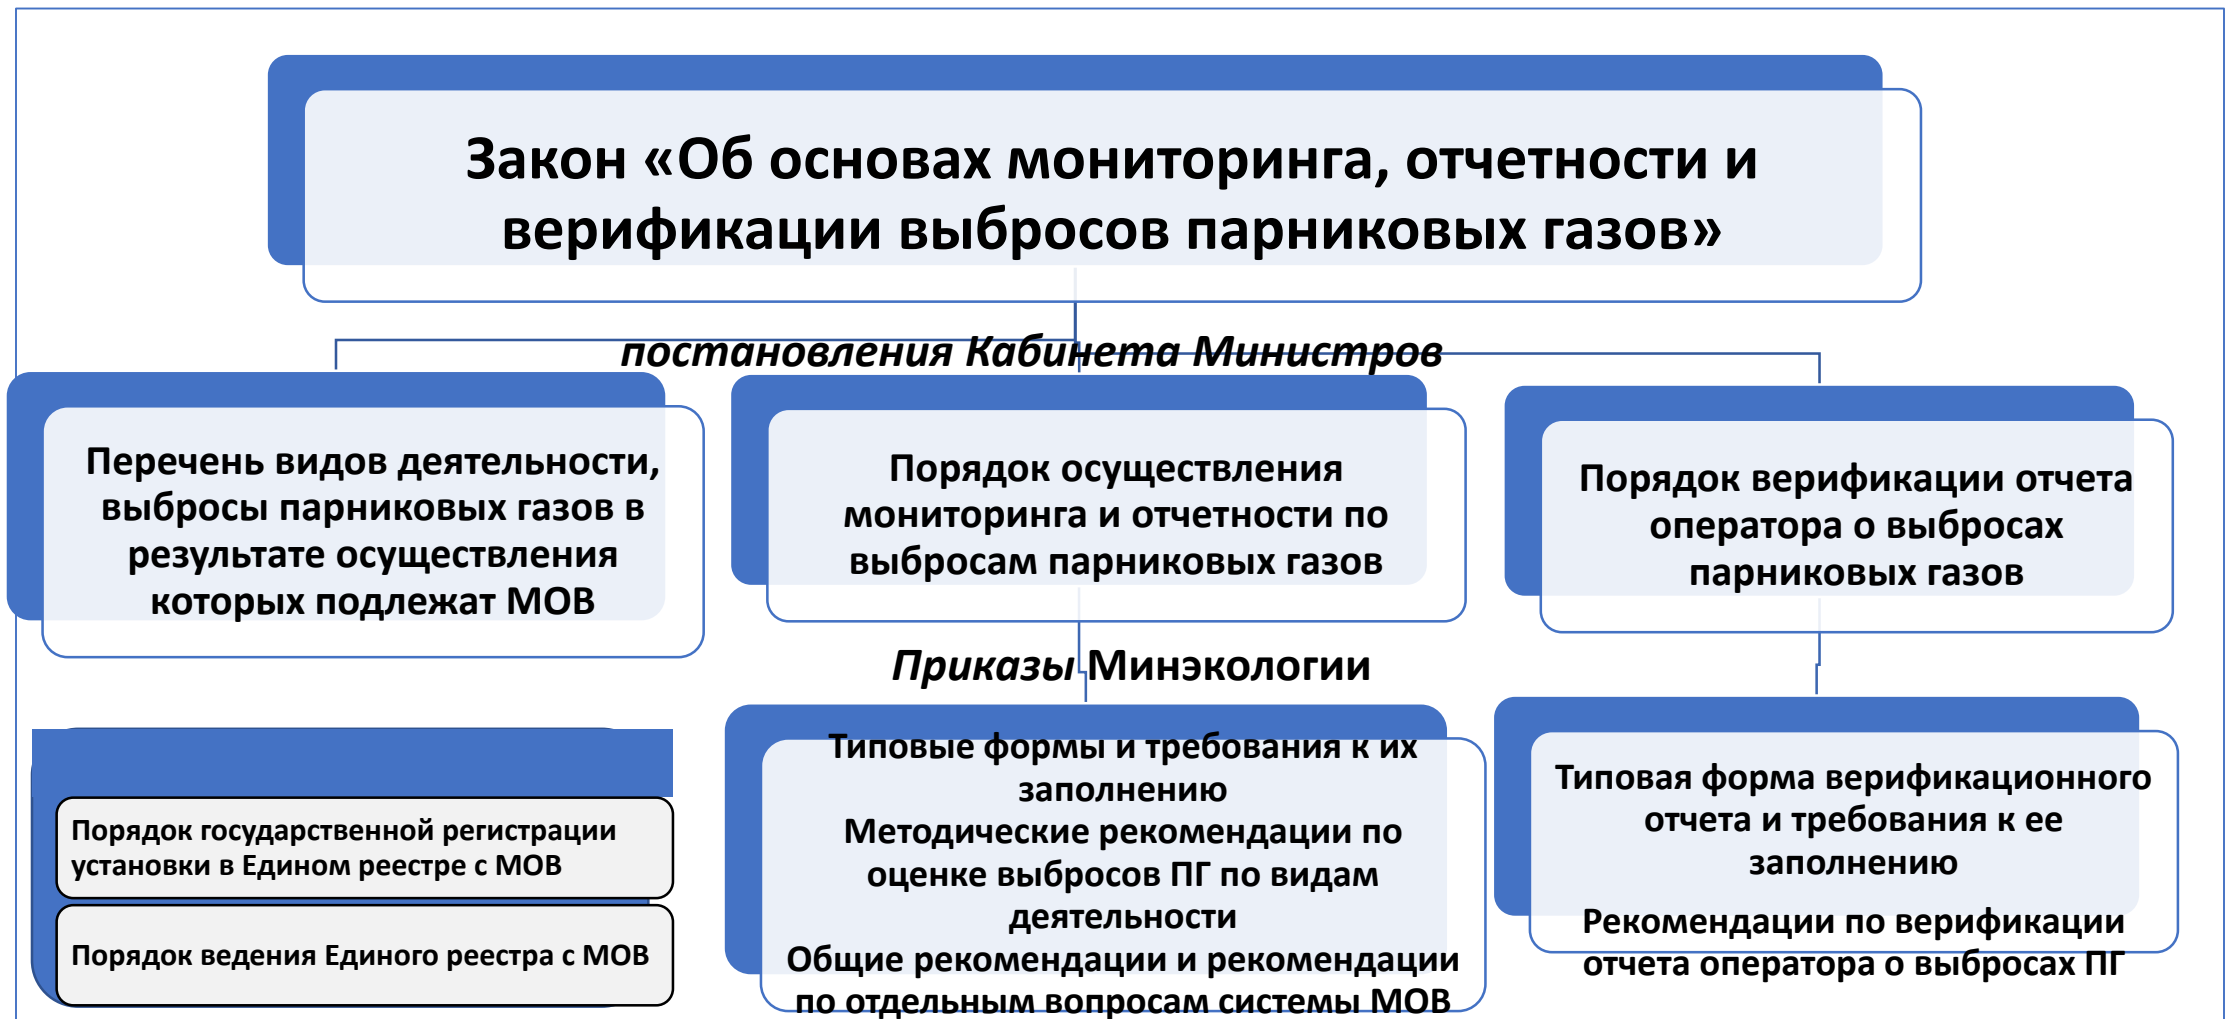 Закон «Об основах мониторинга, отчетности и
верификации выбросов парниковых газов»
постановления Кабинета Министров
Перечень видов деятельности,
выбросы парниковых газов в
результате осуществления
которых подлежат МОВ
Порядок осуществления
мониторинга и отчетности по
выбросам парниковых газов
Порядок верификации отчета
оператора о выбросах
парниковых газов
Приказы Минэкологии
Порядок государственной регистрации
установки в Едином реестре с МОВ
Порядок ведения Единого реестра с МОВ
Типовые формы и требования к их
заполнению
Методические рекомендации по
оценке выбросов ПГ по видам
деятельности
Общие рекомендации и рекомендации
по отдельным вопросам системы МОВ
Типовая форма верификационного
отчета и требования к ее
заполнению
Рекомендации по верификации
отчета оператора о выбросах ПГ